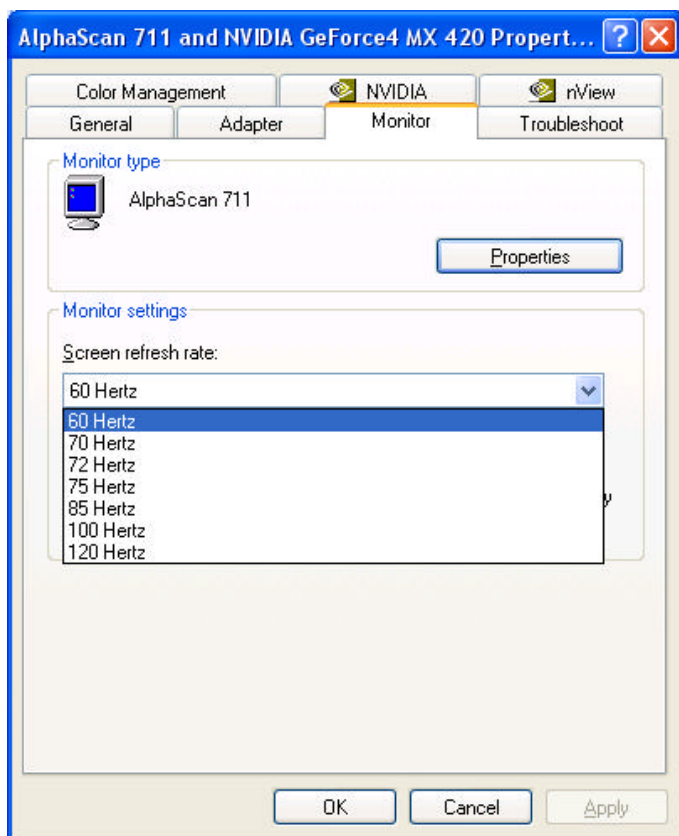 AlphaScan 711 and NVIDIA GeForce4 MX 420 Propert... ?
Color Management NVIDIA nView
General Adapter Monitor Troubleshoot
Monitor type
AlphaScan 711
Properties
Monitor settings
Screen refresh rate:
60 Hertz
60 Hertz
70 Hertz
72 Hertz
75 Hertz
85 Hertz
100 Hertz
120 Hertz
OK Cancel Apply